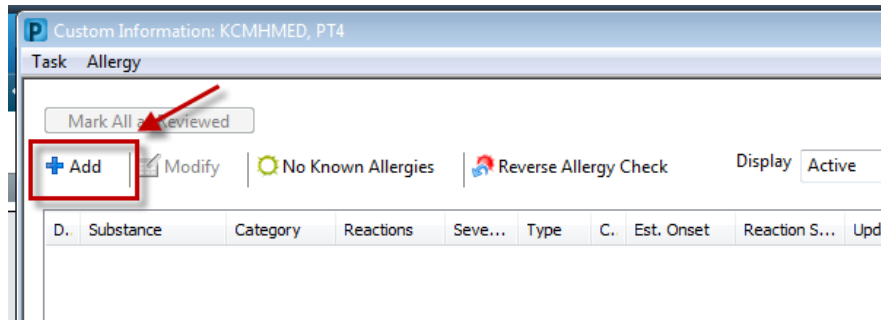 P Custom Information: KCMHMED, PT4
Task Allergy
Mark All as Reviewed
Add Modify No Known Allergies Reverse Allergy Check Display Active
D.. Substance Category Reactions Seve... Type C.. Est. Onset Reaction S... Upd